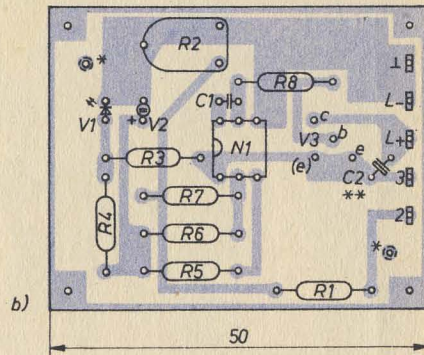 R2
*
R8
⊥
C1
L-
V1
+
V2
N1
c
L+
V3
b
R3
(e)
e
R7
C2
3
**
R4
R6
2
*
R5
R1
b)
50